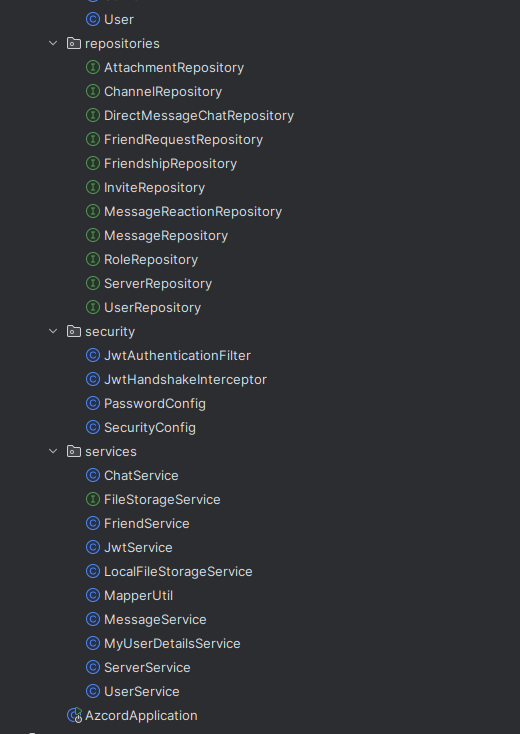 User
repositories
AttachmentRepository
ChannelRepository
DirectMessageChatRepository
FriendRequestRepository
FriendshipRepository
InviteRepository
MessageReactionRepository
MessageRepository
RoleRepository
ServerRepository
UserRepository
security
JwtAuthenticationFilter
JwtHandshakeInterceptor
PasswordConfig
SecurityConfig
services
ChatService
FileStorageService
FriendService
JwtService
LocalFileStorageService
MapperUtil
MessageService
MyUserDetailsService
ServerService
UserService
AzcordApplication